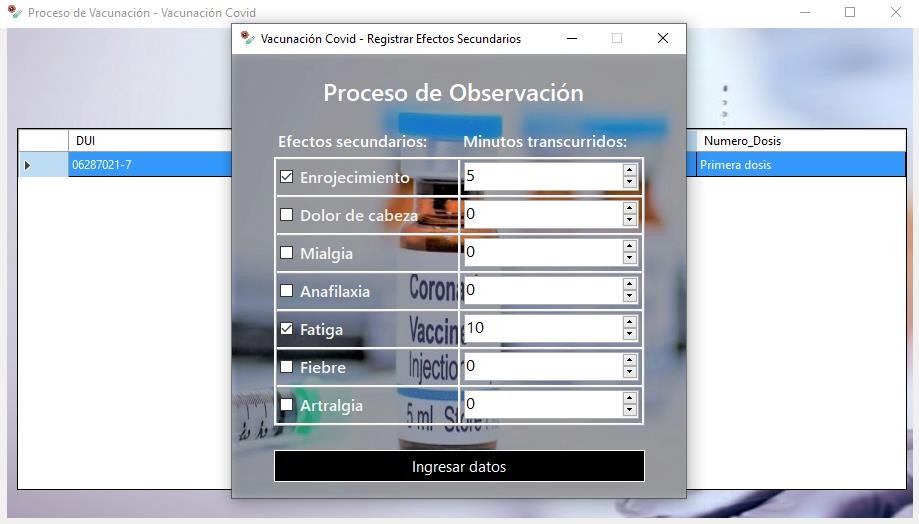 Proceso de Vacunación - Vacunación Covid
Vacunación Covid - Registrar Efectos Secundarios
Proceso de Observación
Efectos secundarios: Minutos transcurridos:
DUI Numero_Dosis
06287021-7 Primera dosis
Enrojecimiento 5
Dolor de cabeza 0
Mialgia 0
Anafilaxia 0
Fatiga 10
Fiebre 0
Artralgia 0
Coron
Vaccin
Injectio
5 ml Store
Ingresar datos